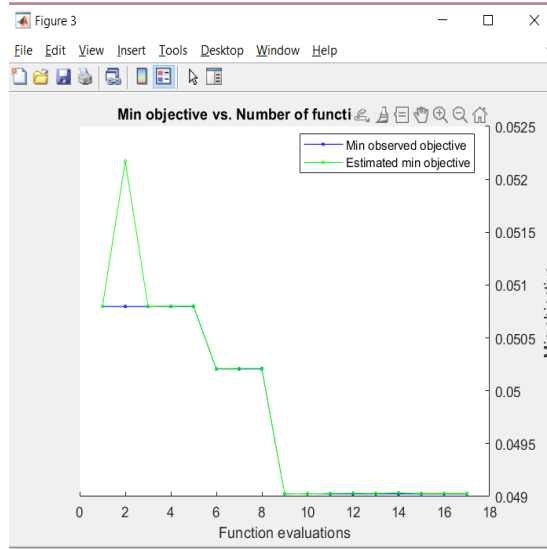 Figure 3
File Edit View Insert Tools Desktop Window Help
Min objective vs. Number of functi
Min observed objective
Estimated min objective
0.0525
0.052
0.0515
0.051
0.0505
0.05
0.0495
0.049
0 2 4 6 8 10 12 14 16 18
Function evaluations